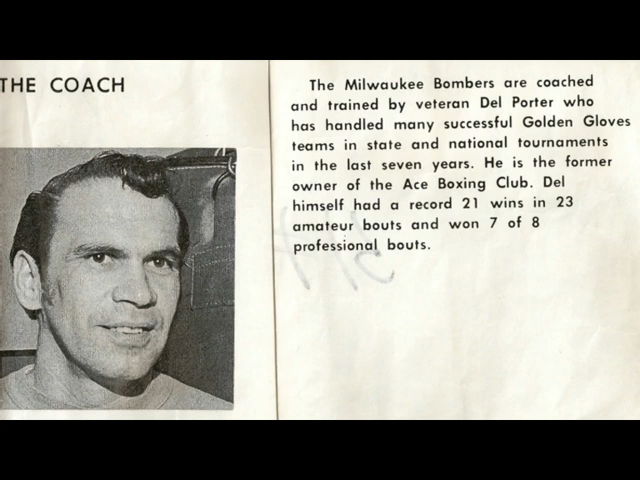 THE COACH
The Milwaukee Bombers are coached
and trained by veteran Del Porter who
has handled many successful Golden Gloves
teams in state and national tournaments
in the last seven years. He is the former
owner of the Ace Boxing Club. Del
himself had a record 21 wins in 23
amateur bouts and won 7 of 8
professional bouts.